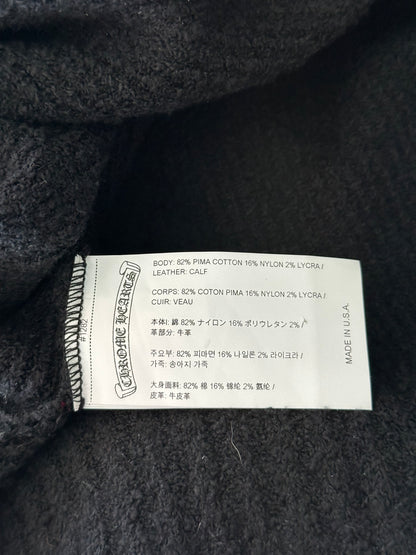 BODY: 82% PIMA COTTON 16% NYLON 2% LYCRA /
LEATHER: CALF
CORPS: 82% COTON PIMA 16% NYLON 2% LYCRA /
CUIR: VEAU
本体: 綿 82% ナイロン 16% ポリウレタン 2% /
革部分: 牛革
주요부: 82% 피마면 16% 나일론 2% 라이크라 /
가죽: 송아지 가죽
大身面料: 82% 棉 16% 锦纶 2% 氨纶 /
皮革: 牛皮革
CHROME HEARTS
MADE IN U.S.A.